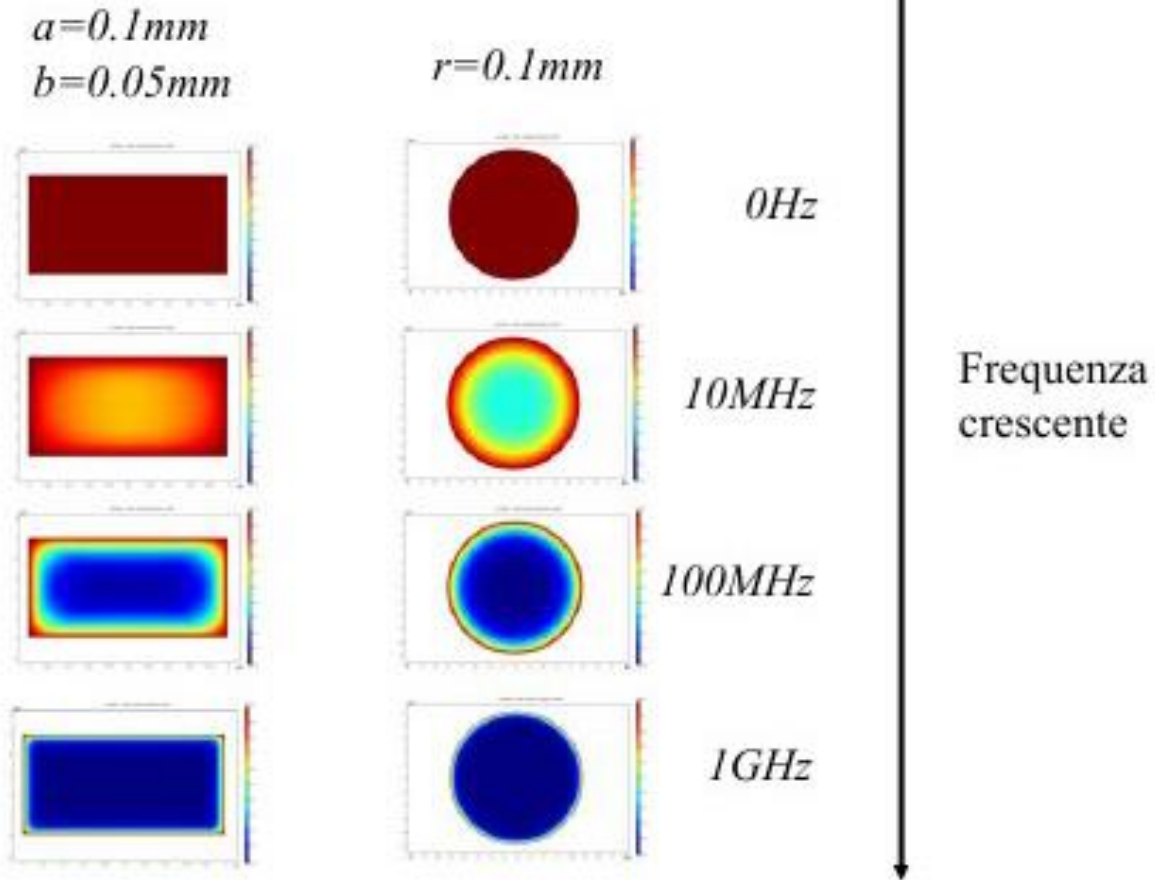 a=0.1mm
b=0.05mm
r=0.1mm
0Hz
10MHz
Frequenza
crescente
100MHz
1GHz